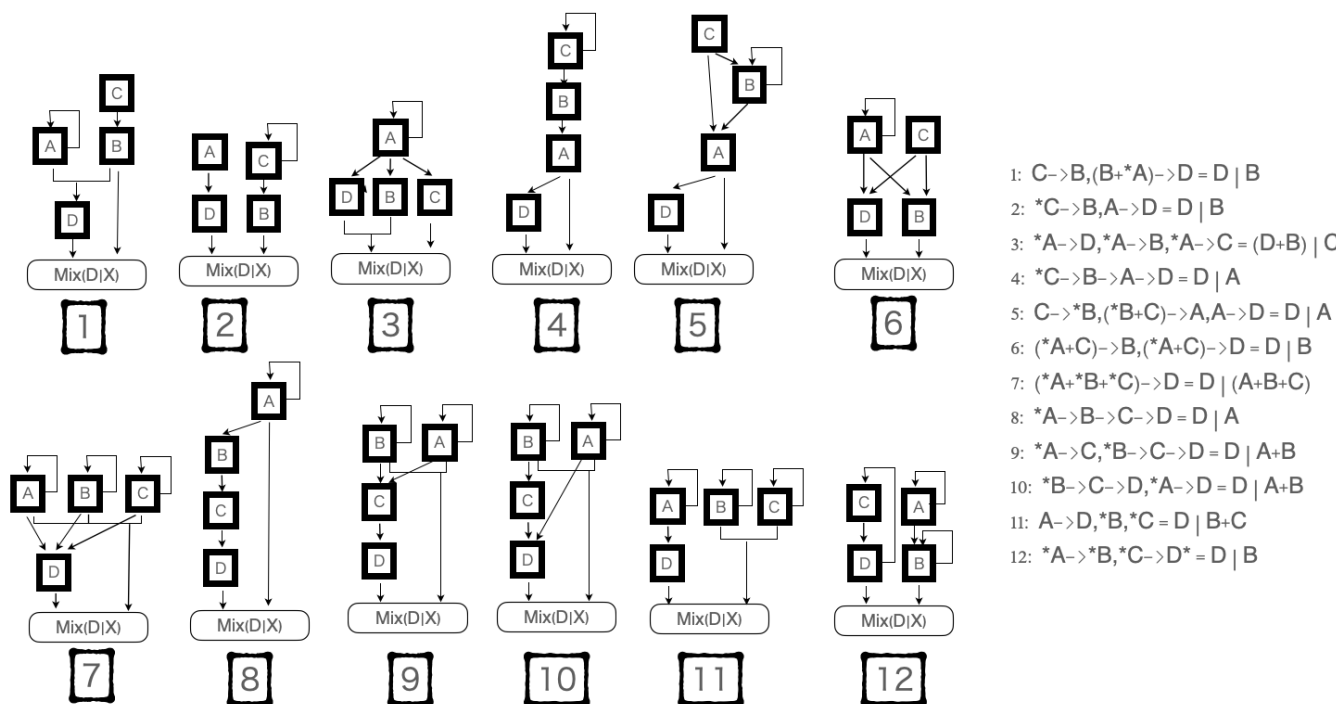 C
C
B
C
C
A
B
A
B
A
C
A
C
A
A
D
D
B
D
B
C
D
D
D
B
Mix(D|X)
Mix(D|X)
Mix(D|X)
Mix(D|X)
Mix(D|X)
Mix(D|X)
1
2
3
4
5
6
A
B
B
A
B
A
A
B
C
C
A
B
C
C
C
C
A
D
D
D
D
D
D
B
Mix(D|X)
Mix(D|X)
Mix(D|X)
Mix(D|X)
Mix(D|X)
Mix(D|X)
7
8
9
10
11
12
1: C->B,(B+*A)->D = D | B
2: *C->B,A->D = D | B
3: *A->D,*A->B,*A->C = (D+B) | C
4: *C->B->A->D = D | A
5: C->*B,(*B+C)->A,A->D = D | A
6: (*A+C)->B,(*A+C)->D = D | B
7: (*A+*B+*C)->D = D | (A+B+C)
8: *A->B->C->D = D | A
9: *A->C,*B->C->D = D | A+B
10: *B->C->D,*A->D = D | A+B
11: A->D,*B,*C = D | B+C
12: *A->*B,*C->D* = D | B